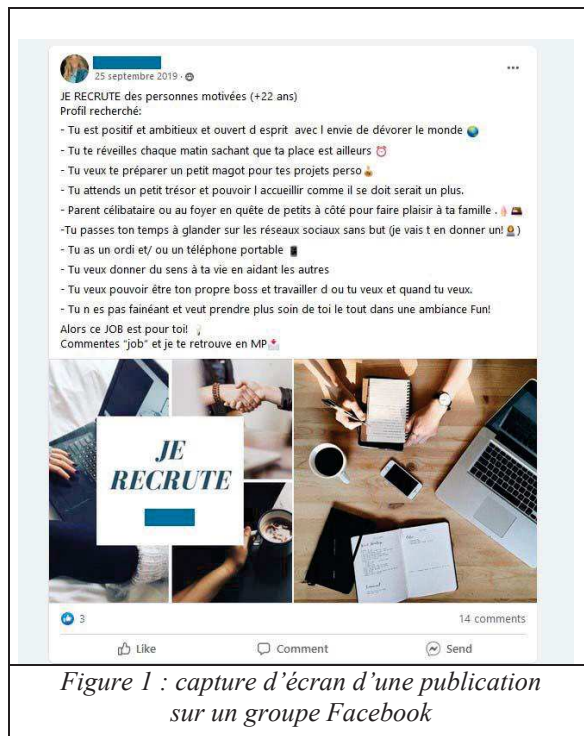 25 septembre 2019
JE RECRUTE des personnes motivées (+22 ans)
Profil recherché:
- Tu est positif et ambitieux et ouvert d esprit avec l envie de dévorer le monde
- Tu te réveilles chaque matin sachant que ta place est ailleurs
- Tu veux te préparer un petit magot pour tes projets perso
- Tu attends un petit trésor et pouvoir l accueillir comme il se doit serait un plus.
- Parent célibataire ou au foyer en quête de petits à côté pour faire plaisir à ta famille .
-Tu passes ton temps à glander sur les réseaux sociaux sans but (je vais t en donner un! )
- Tu as un ordi et/ ou un téléphone portable
- Tu veux donner du sens à ta vie en aidant les autres
- Tu veux pouvoir être ton propre boss et travailler d ou tu veux et quand tu veux.
- Tu n es pas fainéant et veut prendre plus soin de toi le tout dans une ambiance Fun!
Alors ce JOB est pour toi!
Commentes "job" et je te retrouve en MP
JE
RECRUTE
3
14 comments
Like
Comment
Send
Figure 1 : capture d'écran d'une publication
sur un groupe Facebook